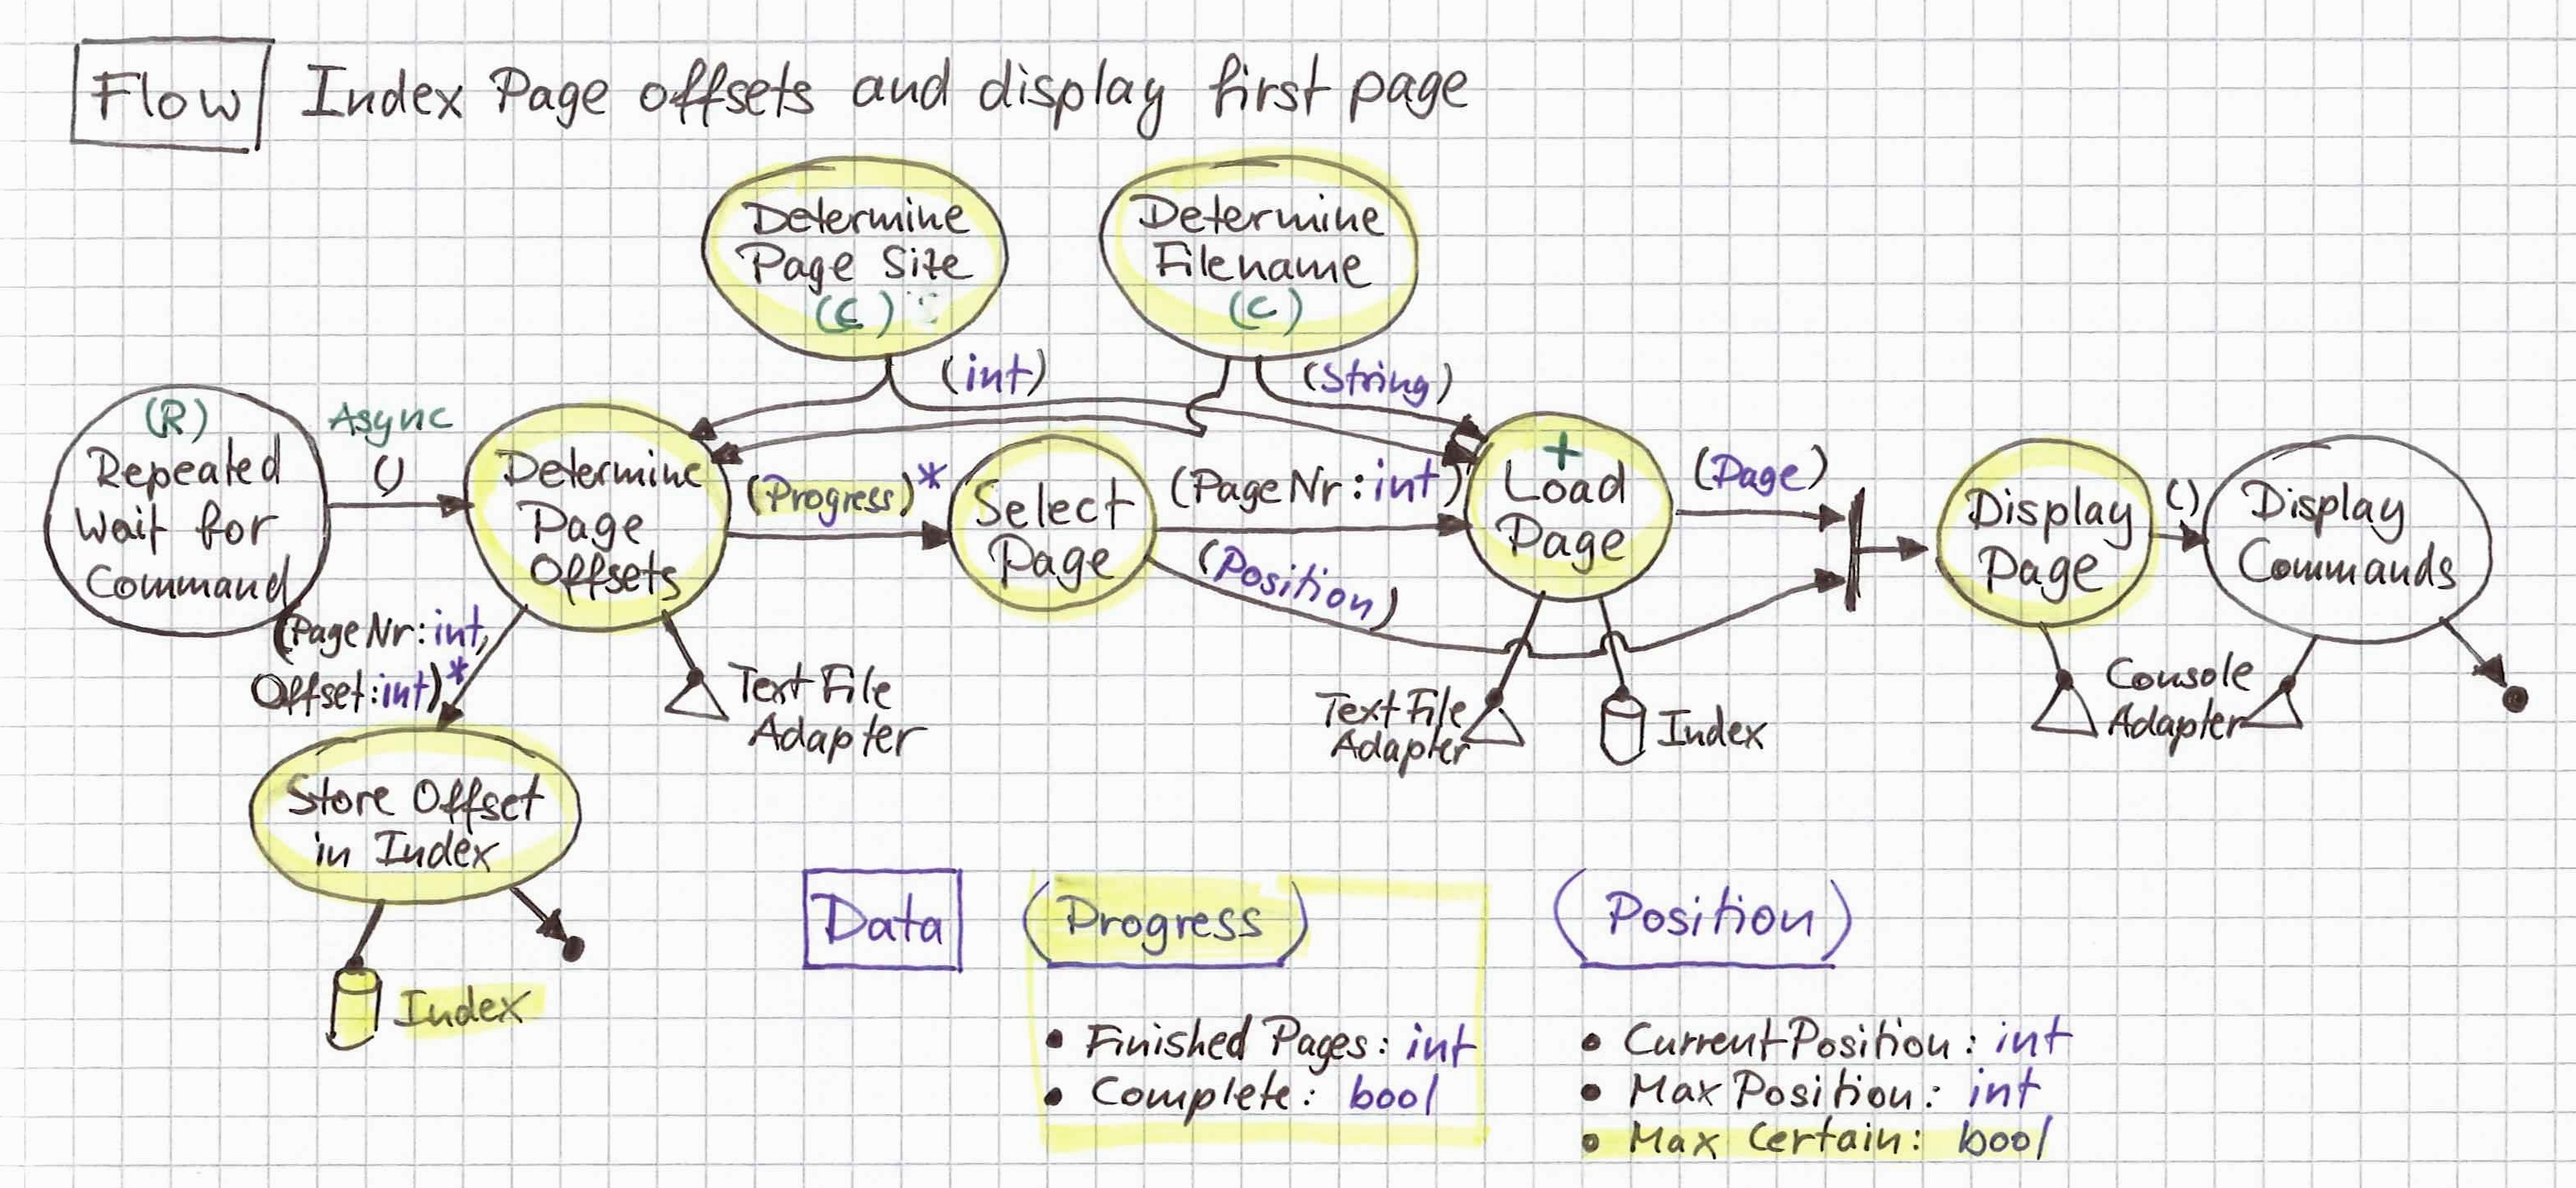 Flow Index Page offsets and display first page
Determine
Page Size
(C)
Determine
Filename
(C)
(int)
(String)
(R)
Repeated
Wait for
Command
Async
()
Determine
Page
Offsets
(Progress)*
Select
Page
(PageNr: int)
(Position)
+
Load
Page
(Page)
Display
Page
()
Display
Commands
(PageNr: int,
Offset: int)*
Text File
Adapter
Text File
Adapter
Index
Console
Adapter
Store Offset
in Index
Index
Data
(Progress)
• Finished Pages: int
• Complete: bool
(Position)
• Current Position: int
• Max Position: int
• Max Certain: bool